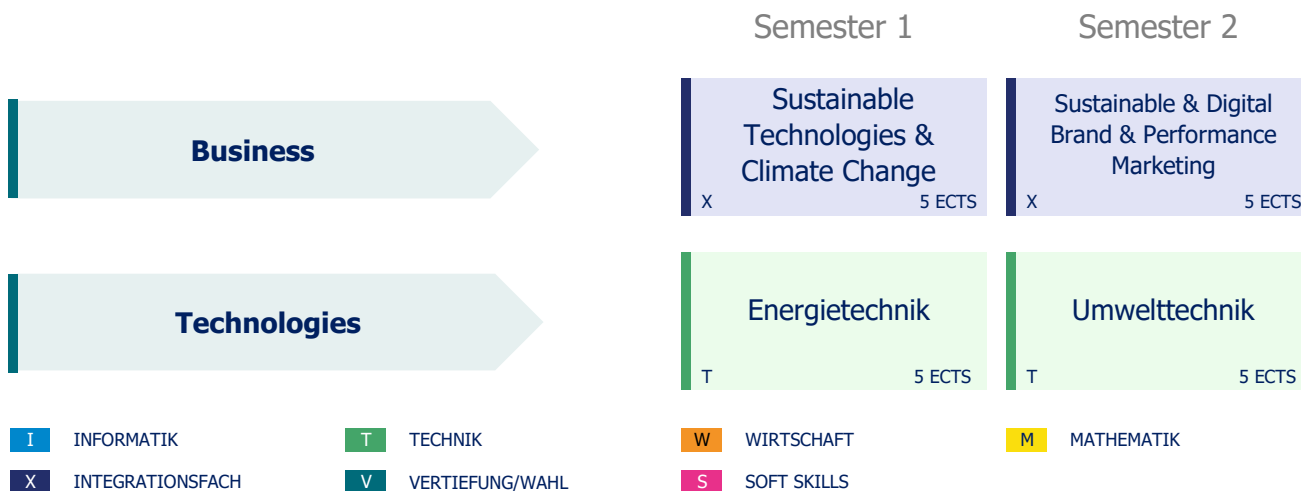 Semester 1
Semester 2
Business
Sustainable
Technologies &
Climate Change
X
5 ECTS
Sustainable & Digital
Brand & Performance
Marketing
X
5 ECTS
Technologies
Energietechnik
T
5 ECTS
Umwelttechnik
T
5 ECTS
I INFORMATIK
T TECHNIK
W WIRTSCHAFT
M MATHEMATIK
X INTEGRATIONSFACH
V VERTIEFUNG/WAHL
S SOFT SKILLS